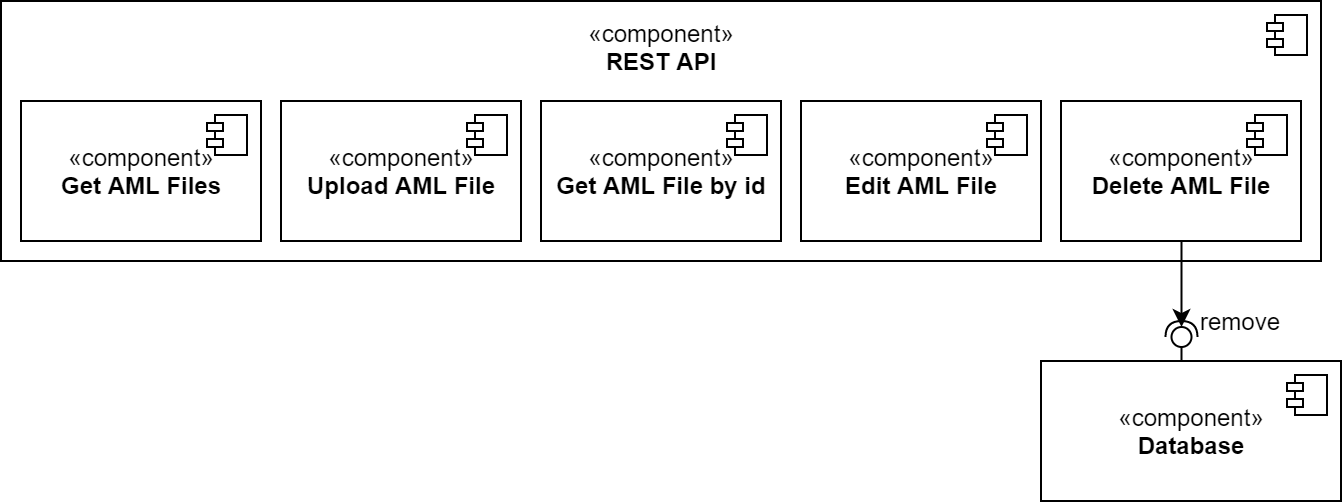 «component»
REST API
«component»
Get AML Files
«component»
Upload AML File
«component»
Get AML File by id
«component»
Edit AML File
«component»
Delete AML File
remove
«component»
Database